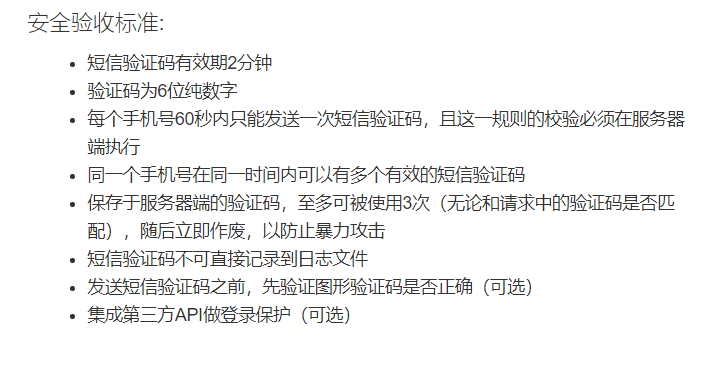 安全验收标准:
短信验证码有效期2分钟
验证码为6位纯数字
每个手机号60秒内只能发送一次短信验证码，且这一规则的校验必须在服务器
端执行
同一个手机号在同一时间内可以有多个有效的短信验证码
保存于服务器端的验证码，至多可被使用3次（无论和请求中的验证码是否匹
配），随后立即作废，以防止暴力攻击
短信验证码不可直接记录到日志文件
发送短信验证码之前，先验证图形验证码是否正确（可选）
集成第三方API做登录保护（可选）